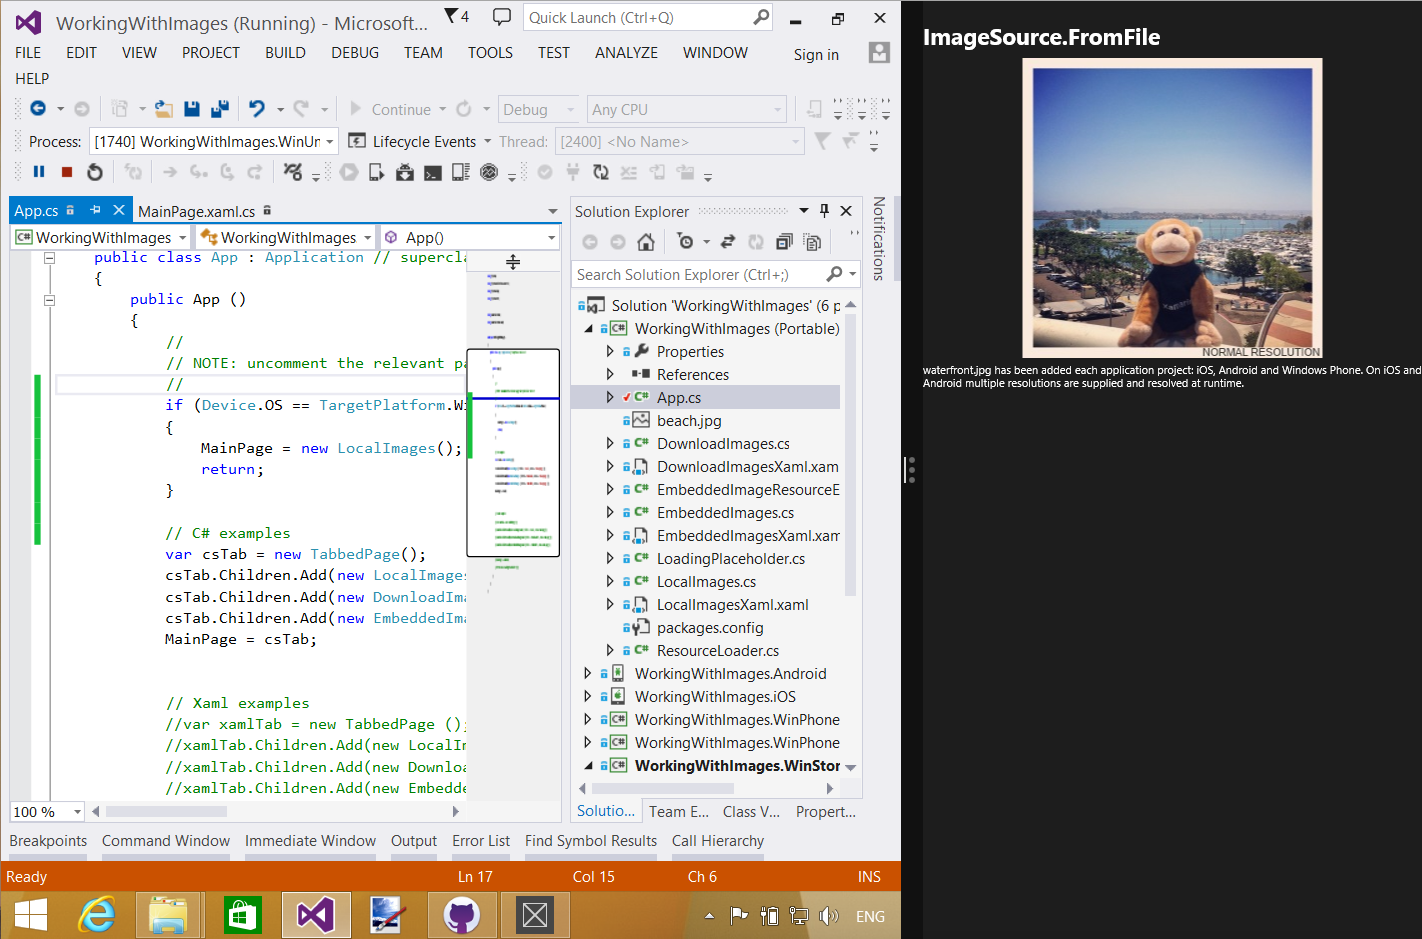 WorkingWithImages (Running) - Microsoft...
4
Quick Launch (Ctrl+Q)
FILE EDIT VIEW PROJECT BUILD DEBUG TEAM TOOLS TEST ANALYZE WINDOW Sign in
HELP
Continue Debug Any CPU
Process: [1740] WorkingWithImages.WinUn Lifecycle Events Thread: [2400] <No Name>
App.cs MainPage.xaml.cs
WorkingWithImages WorkingWithImages App()
public class App : Application // supercla
{
public App ()
{
//
// NOTE: uncomment the relevant pa
//
if (Device.OS == TargetPlatform.Wi
{
MainPage = new LocalImages();
return;
}
// C# examples
var csTab = new TabbedPage();
csTab.Children.Add(new LocalImages
csTab.Children.Add(new DownloadIma
csTab.Children.Add(new EmbeddedIma
MainPage = csTab;
// Xaml examples
//var xamlTab = new TabbedPage ();
//xamlTab.Children.Add(new LocalIm
//xamlTab.Children.Add(new Downloa
//xamlTab.Children.Add(new Embedde
100 %
Solution Explorer
Search Solution Explorer (Ctrl+;)
Solution 'WorkingWithImages' (6 p
WorkingWithImages (Portable)
Properties
References
App.cs
beach.jpg
DownloadImages.cs
DownloadImagesXaml.xam
EmbeddedImageResourceE
EmbeddedImages.cs
EmbeddedImagesXaml.xam
LoadingPlaceholder.cs
LocalImages.cs
LocalImagesXaml.xaml
packages.config
ResourceLoader.cs
WorkingWithImages.Android
WorkingWithImages.iOS
WorkingWithImages.WinPhone
WorkingWithImages.WinPhone
WorkingWithImages.WinStor
Solutio... Team E... Class V... Propert...
Notifications
Breakpoints Command Window Immediate Window Output Error List Find Symbol Results Call Hierarchy
Ready Ln 17 Col 15 Ch 6 INS
ENG
ImageSource.FromFile
NORMAL RESOLUTION
waterfront.jpg has been added each application project: iOS, Android and Windows Phone. On iOS and
Android multiple resolutions are supplied and resolved at runtime.